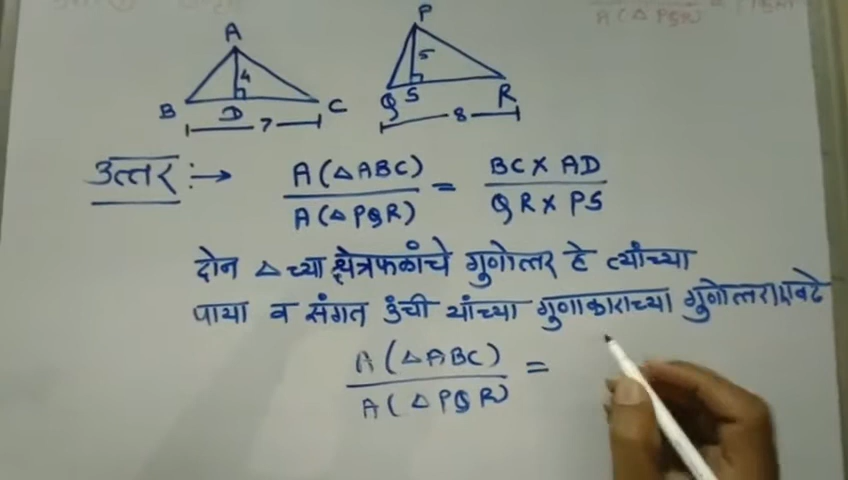 A
4
B D C
7
P
5
Q S R
8
उत्तर :→ A(△ABC) / A(△PQR) = BC × AD / QR × PS
दोन △ च्या क्षेत्रफळांचे गुणोत्तर हे त्यांच्या
पाया व संगत उंची यांच्या गुणाकाराच्या गुणोत्तराएवढे
A(△ABC) / A(△PQR) =
A(△PQR)